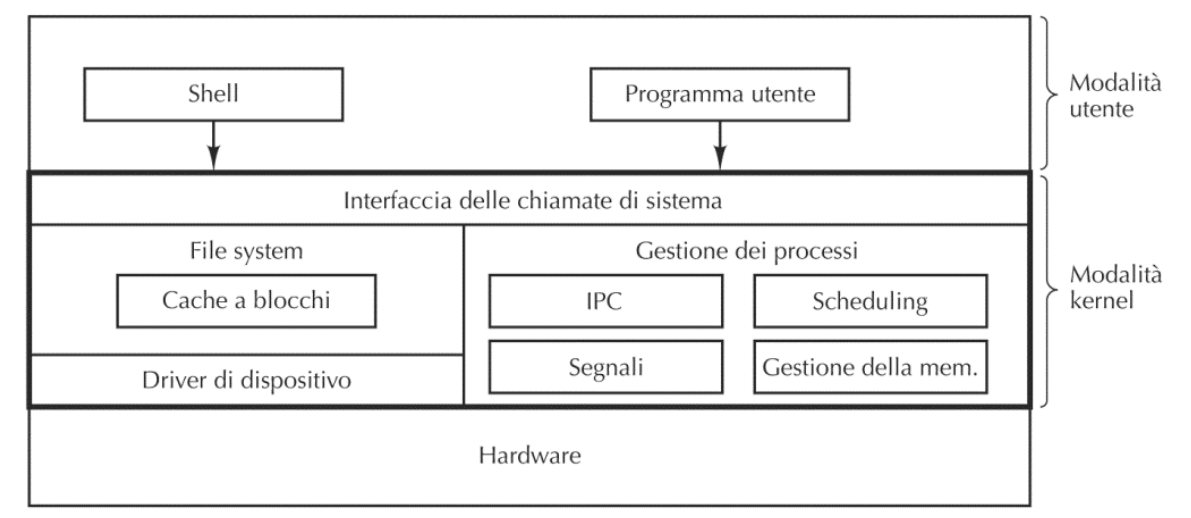 Shell
Programma utente
Modalità
utente
Interfaccia delle chiamate di sistema
File system
Gestione dei processi
Cache a blocchi
IPC
Scheduling
Modalità
kernel
Segnali
Gestione della mem.
Driver di dispositivo
Hardware